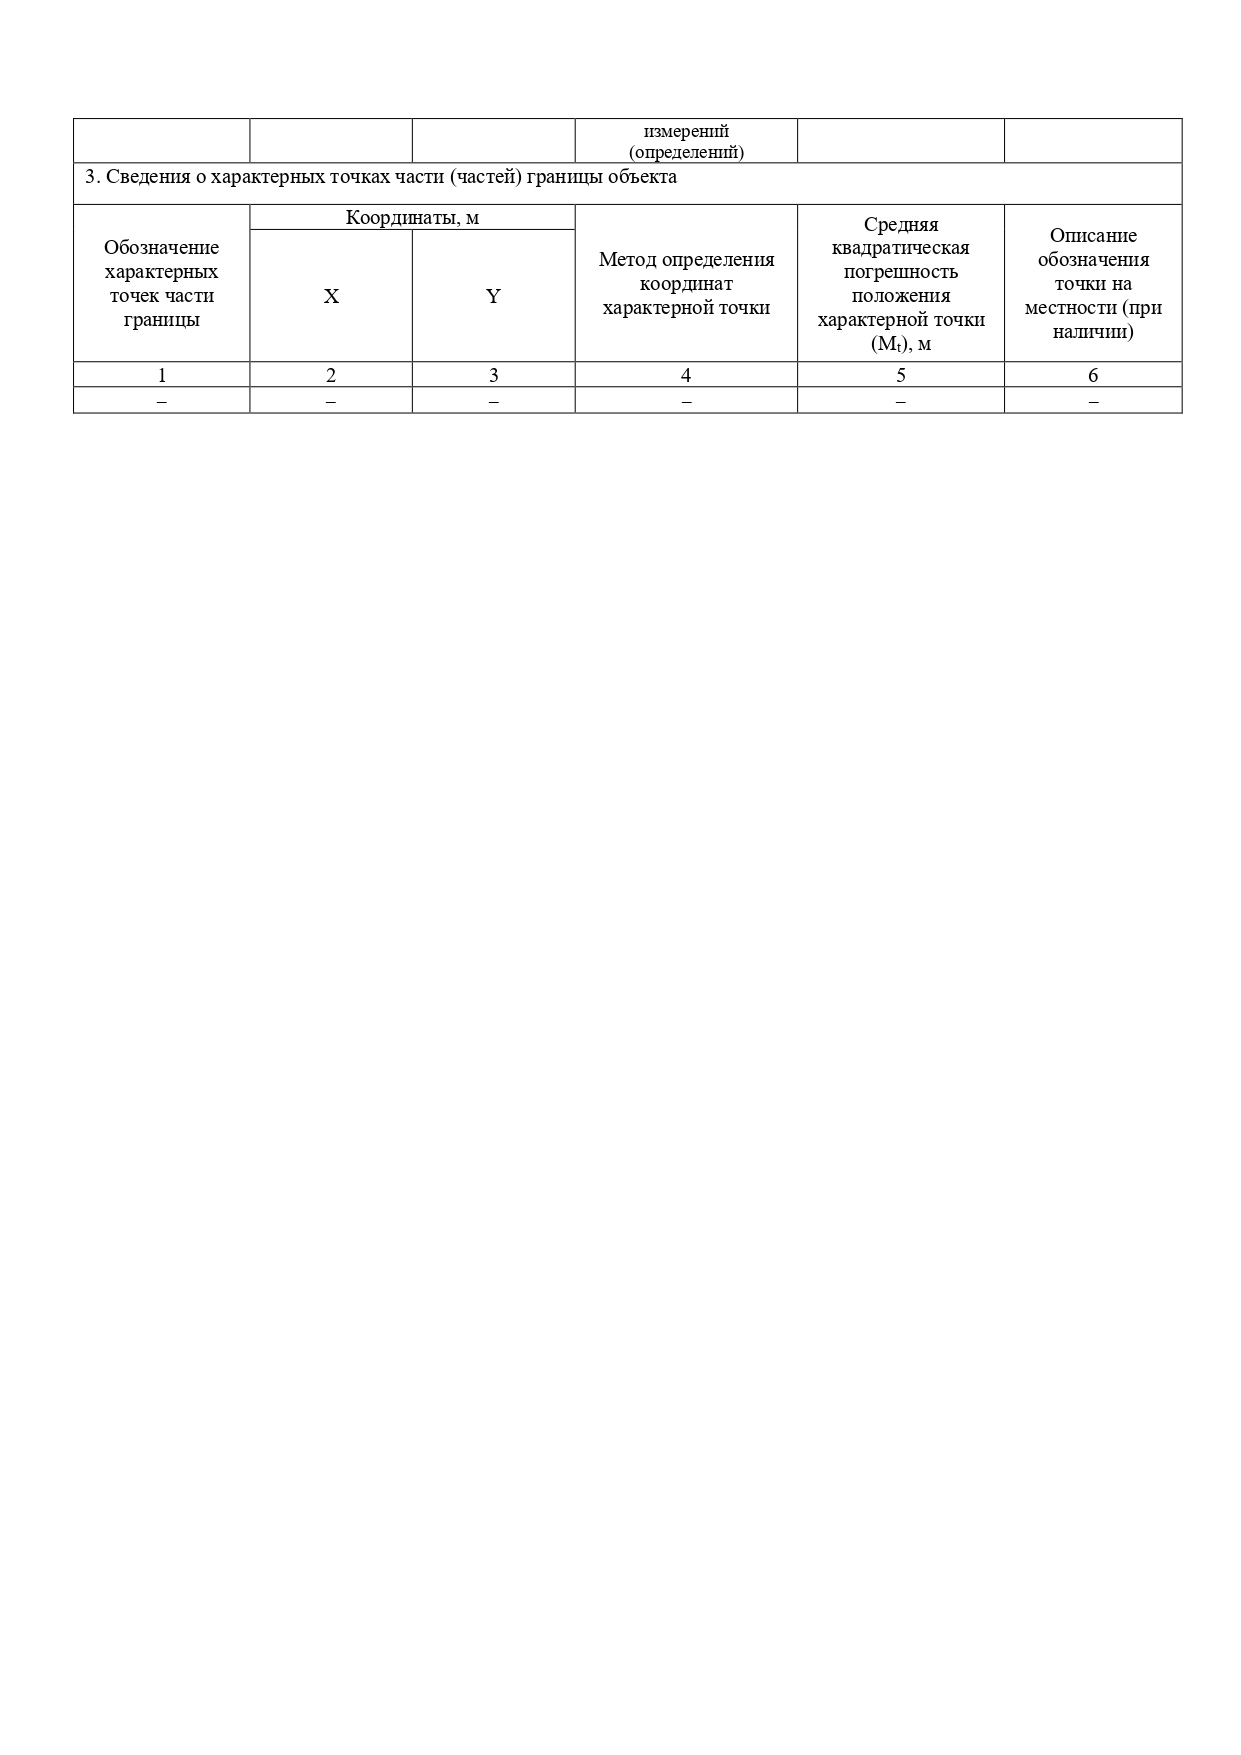 измерений
(определений)
3. Сведения о характерных точках части (частей) границы объекта
Обозначение
характерных
точек части
границы
Координаты, м
X
Y
Метод определения
координат
характерной точки
Средняя
квадратическая
погрешность
положения
характерной точки
(Mt), м
Описание
обозначения
точки на
местности (при
наличии)
1 2 3 4 5 6
– – – – – –